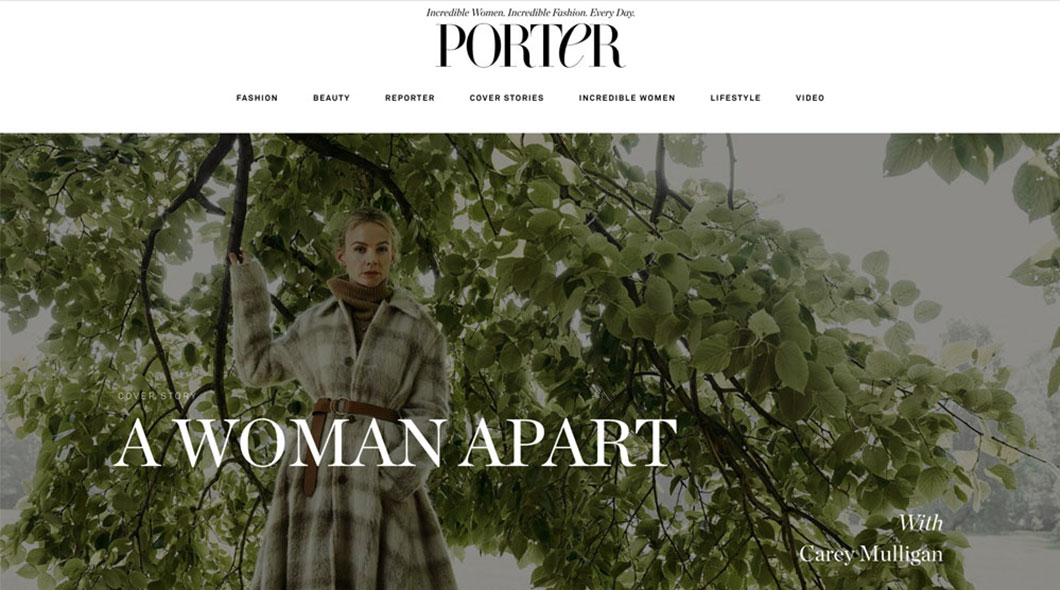 Incredible Women. Incredible Fashion. Every Day.
PORTER
FASHION BEAUTY REPORTER COVER STORIES INCREDIBLE WOMEN LIFESTYLE VIDEO
COVER STORY
A WOMAN APART
With
Carey Mulligan